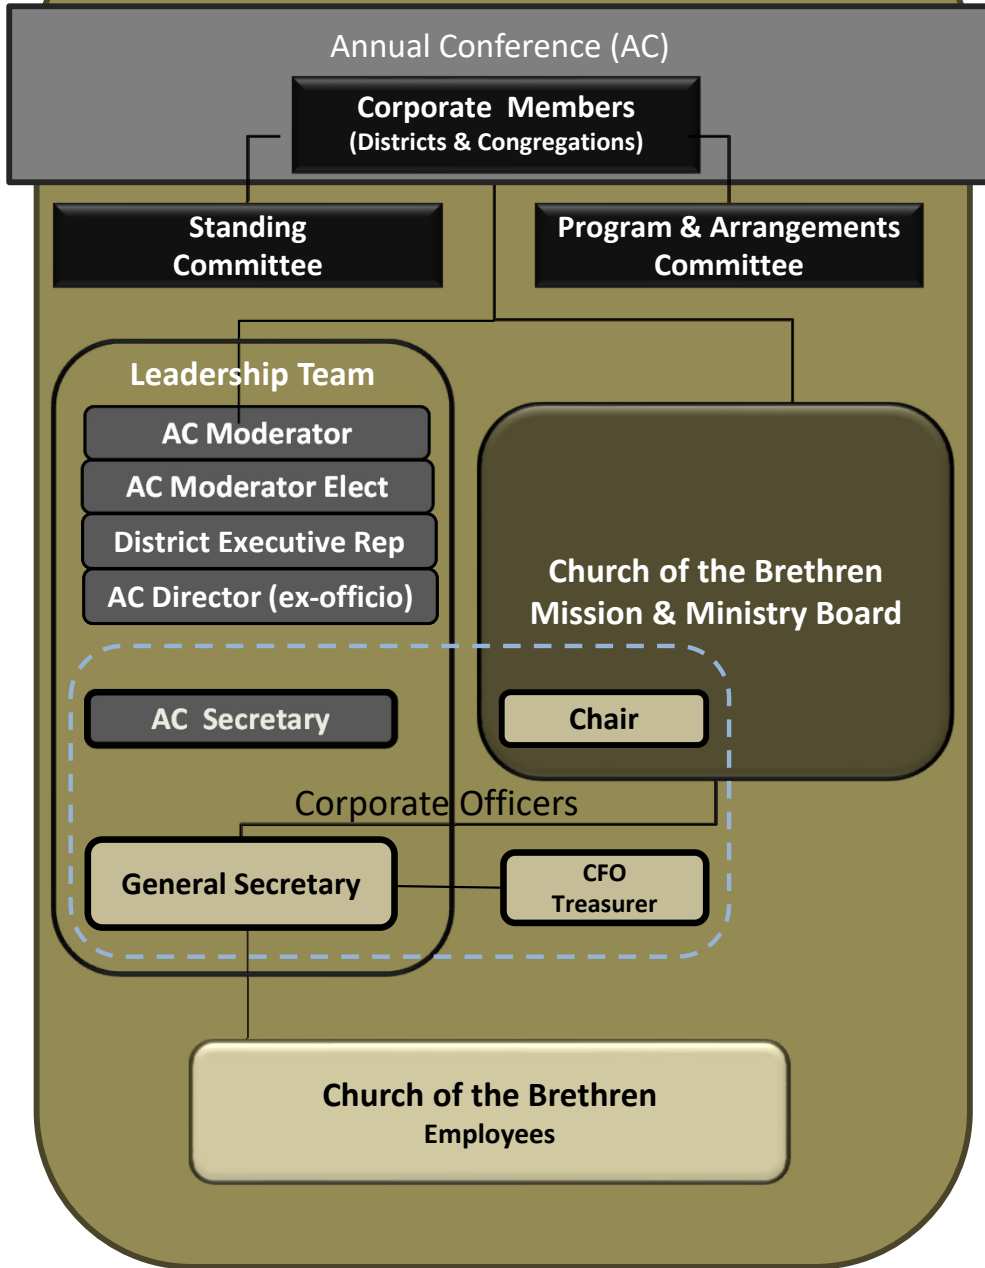 Annual Conference (AC)
Corporate Members
(Districts & Congregations)
Standing
Committee
Program & Arrangements
Committee
Leadership Team
AC Moderator
AC Moderator Elect
District Executive Rep
AC Director (ex-officio)
Church of the Brethren
Mission & Ministry Board
AC Secretary
Chair
Corporate Officers
General Secretary
CFO
Treasurer
Church of the Brethren
Employees